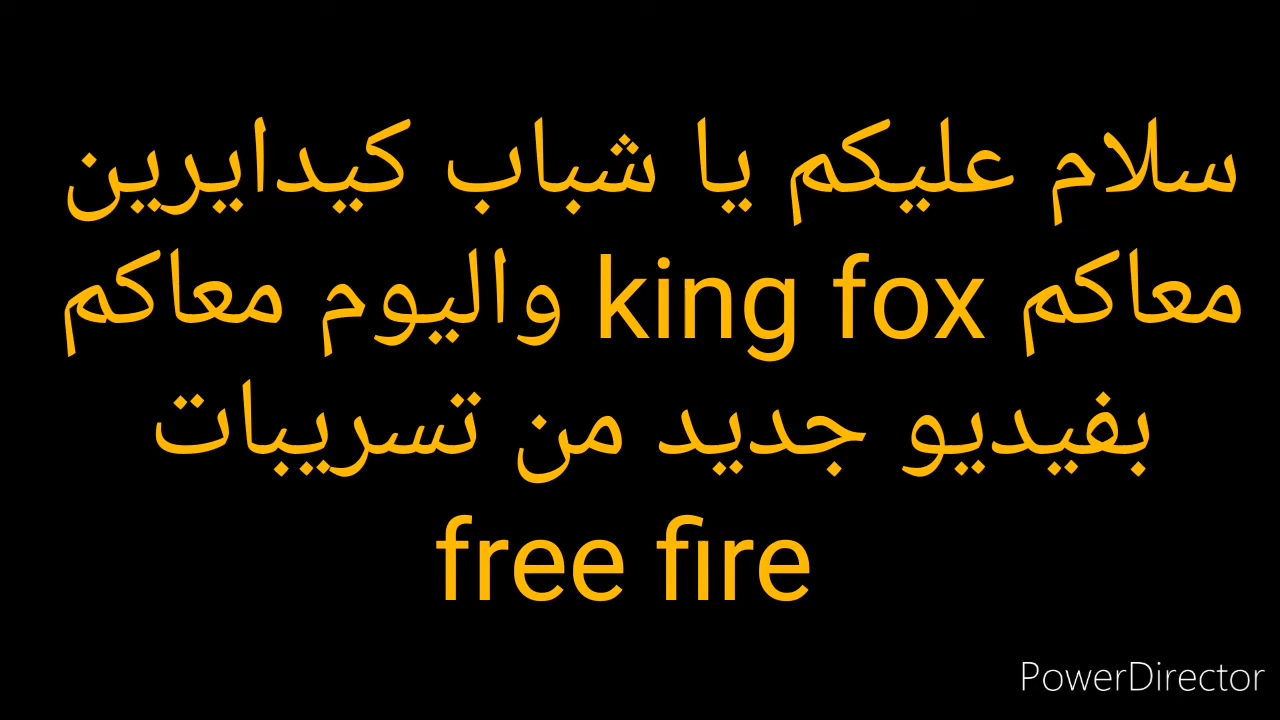 سلام عليكم يا شباب كيدايرين
معاكم king fox واليوم معاكم
بفيديو جديد من تسريبات
free fire
PowerDirector